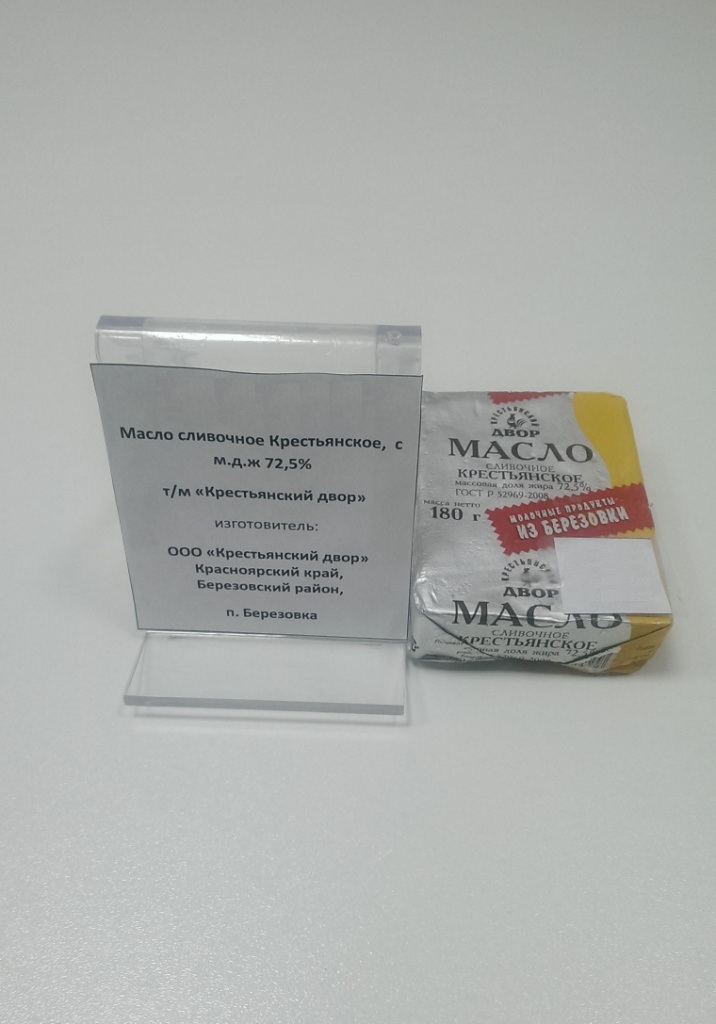 Масло сливочное Крестьянское, с
м.д.ж 72,5%
т/м «Крестьянский двор»
изготовитель:
ООО «Крестьянский двор»
Красноярский край,
Березовский район,
п. Березовка
КРЕСТЬЯНСКИЙ
ДВОР
МАСЛО
СЛИВОЧНОЕ
КРЕСТЬЯНСКОЕ
массовая доля жира 72,5%
ГОСТ Р 52969-2008
масса нетто
180 г
МОЛОЧНЫЕ ПРОДУКТЫ
ИЗ БЕРЕЗОВКИ
ДВОР
МАСЛО
СЛИВОЧНОЕ
КРЕСТЬЯНСКОЕ
доля жира